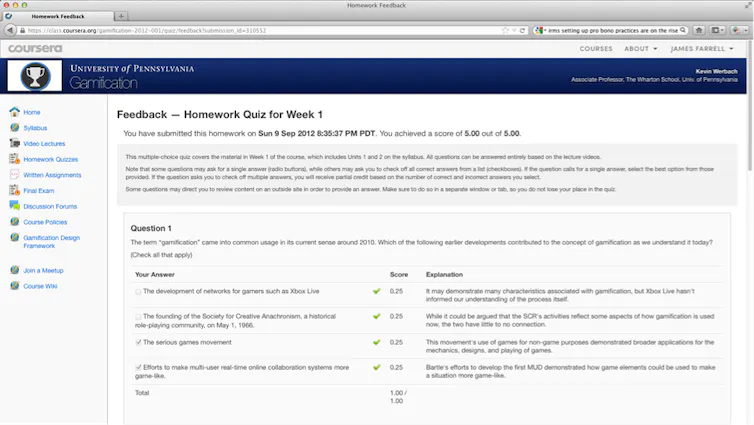 Homework Feedback
Homework Feedback
https://class.coursera.org/gamification-2012-001/quiz/feedback?submission_id=310552
irms setting up pro bono practices are on the rise
coursera
COURSES ABOUT JAMES FARRELL
UNIVERSITY OF PENNSYLVANIA
Gamification
Kevin Werbach
Associate Professor, The Wharton School, Univ. of Pennsylvania
Home
Syllabus
Video Lectures
Homework Quizzes
Written Assignments
Final Exam
Discussion Forums
Course Policies
Gamification Design
Framework
Join a Meetup
Course Wiki
Feedback — Homework Quiz for Week 1
You have submitted this homework on Sun 9 Sep 2012 8:35:37 PM PDT. You achieved a score of 5.00 out of 5.00.
This multiple-choice quiz covers the material in Week 1 of the course, which includes Units 1 and 2 on the syllabus. All questions can be answered entirely based on the lecture videos.
Note that some questions may ask for a single answer (radio buttons), while others may ask you to check off all correct answers from a list (checkboxes). If the question calls for a single answer, select the best option from those
provided. If the question asks you to check off multiple answers, you will receive partial credit based on the number of correct and incorrect answers you select.
Some questions may direct you to review content on an outside site in order to provide an answer. Make sure to do so in a separate window or tab, so you do not lose your place in the quiz.
Question 1
The term "gamification" came into common usage in its current sense around 2010. Which of the following earlier developments contributed to the concept of gamification as we understand it today?
(Check all that apply)
Your Answer Score Explanation
The development of networks for gamers such as Xbox Live 0.25 It may demonstrate many characteristics associated with gamification, but Xbox Live hasn't
informed our understanding of the process itself.
The founding of the Society for Creative Anachronism, a historical 0.25 While it could be argued that the SCR's activities reflect some aspects of how gamification is used
role-playing community, on May 1, 1966. now, the two have little to no connection.
The serious games movement 0.25 This movement's use of games for non-game purposes demonstrated broader applications for the
mechanics, designs, and playing of games.
Efforts to make multi-user real-time online collaboration systems more 0.25 Bartle's efforts to develop the first MUD demonstrated how game elements could be used to make
game-like. a situation more game-like.
Total 1.00 /
1.00